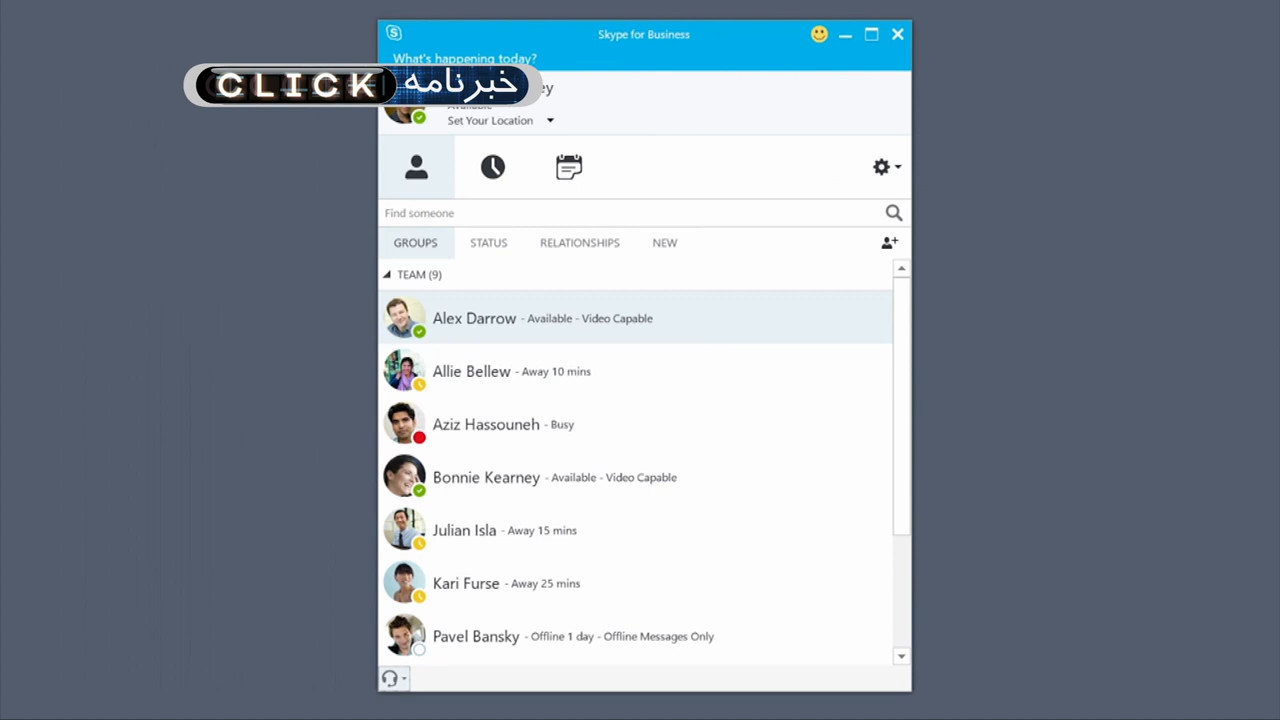 Skype for Business
What's happening today?
CLICK خبرنامه
Set Your Location
Find someone
GROUPS STATUS RELATIONSHIPS NEW
TEAM (9)
Alex Darrow - Available - Video Capable
Allie Bellew - Away 10 mins
Aziz Hassouneh - Busy
Bonnie Kearney - Available - Video Capable
Julian Isla - Away 15 mins
Kari Furse - Away 25 mins
Pavel Bansky - Offline 1 day - Offline Messages Only